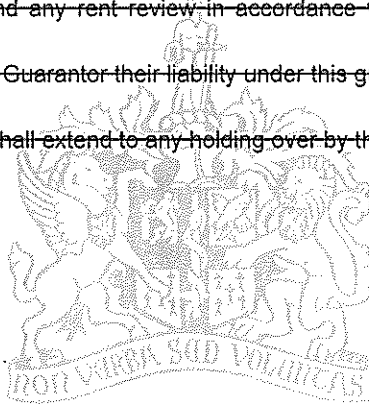 nd any rent review in accordance
Guarantor their liability under this g
hall extend to any holding over by th
NON VERBA SED VOLUNTAS